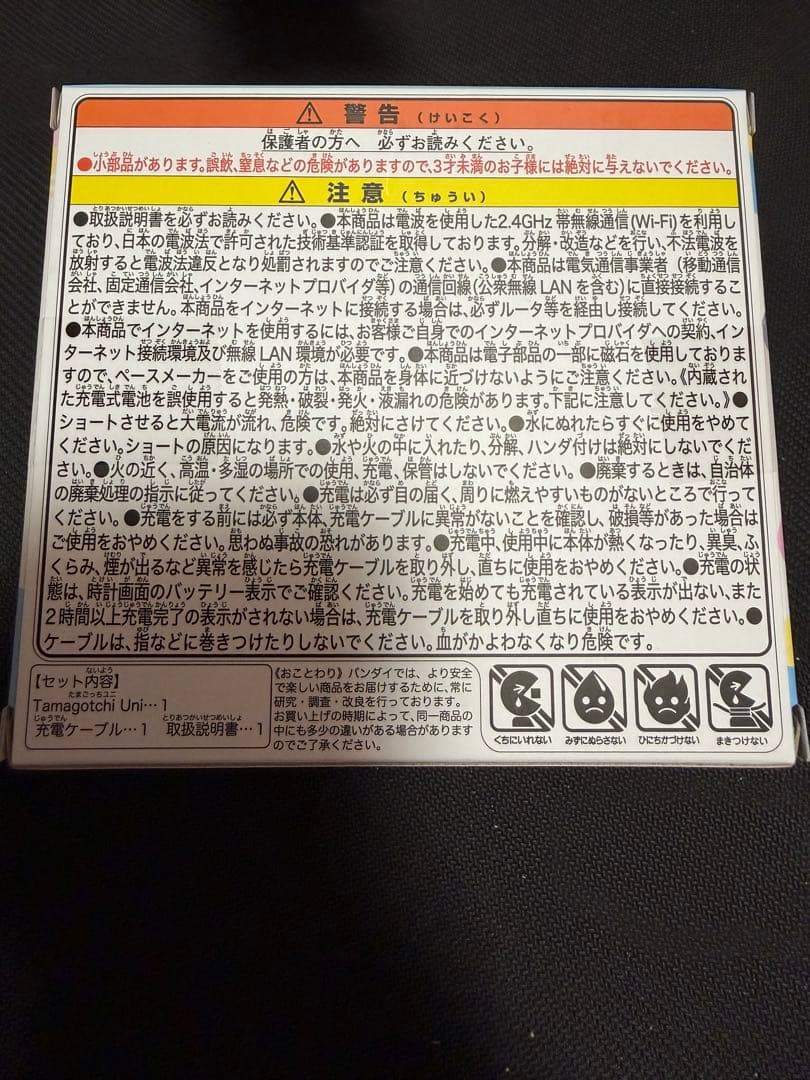 ⚠ 警告 (けいこく)
保護者の方へ 必ずお読みください。
●小部品があります。誤飲、窒息などの危険がありますので、3才未満のお子様には絶対に与えないでください。
⚠ 注意 (ちゅうい)
●取扱説明書を必ずお読みください。●本商品は電波を使用した2.4GHz 帯無線通信(Wi-Fi)を利用し
ており、日本の電波法で許可された技術基準認証を取得しております。分解・改造などを行い、不法電波を
放射すると電波法違反となり処罰されますのでご注意ください。●本商品は電気通信事業者(移動通信
会社、固定通信会社、インターネットプロバイダ等)の通信回線(公衆無線LANを含む)に直接接続するこ
とができません。本商品をインターネットに接続する場合は、必ずルータ等を経由し接続してください。
●本商品でインターネットを使用するには、お客様ご自身でのインターネットプロバイダへの契約、インタ
ーネット接続環境及び無線 LAN 環境が必要です。●本商品は電子部品の一部に磁石を使用しておりま
すので、ペースメーカーをご使用の方は、本商品を身体に近づけないようにご注意ください。《内蔵され
た充電式電池を誤使用すると発熱・破裂・発火・液漏れの危険があります。下記に注意してください。》●
ショートさせると大電流が流れ、危険です。絶対にさけてください。●水にぬれたらすぐに使用をやめて
ください。ショートの原因になります。●水や火の中に入れたり、分解、ハンダ付けは絶対にしないでくだ
さい。●火の近く、高温・多湿の場所での使用、充電、保管はしないでください。●廃棄するときは、自治体
の廃棄処理の指示に従ってください。●充電は必ず目の届く、周りに燃えやすいものがないところで行って
ください。●充電をする前には必ず本体、充電ケーブルに異常がないことを確認し、破損等があった場合は
ご使用をおやめください。思わぬ事故の恐れがあります。●充電中、使用中に本体が熱くなったり、異臭、ふ
くらみ、煙が出るなど異常を感じたら充電ケーブルを取り外し、直ちに使用をおやめください。●充電の状
態は、時計画面のバッテリー表示でご確認ください。充電を始めても充電されている表示が出ない、また
2時間以上充電完了の表示がされない場合は、充電ケーブルを取り外し直ちに使用をおやめください。●
ケーブルは、指などに巻きつけたりしないでください。血がかよわなくなり危険です。
【セット内容】
Tamagotchi Uni…1
充電ケーブル…1 取扱説明書…1
《おことわり》バンダイでは、より安全
で楽しい商品をお届けするために、常に
研究・調査・改良を行っております。
お買い上げの時期によって、同一商品の
中にも多少の違いがある場合があります
のでご了承ください。
くちにいれない みずにぬらさない ひにちかづけない まきつけない